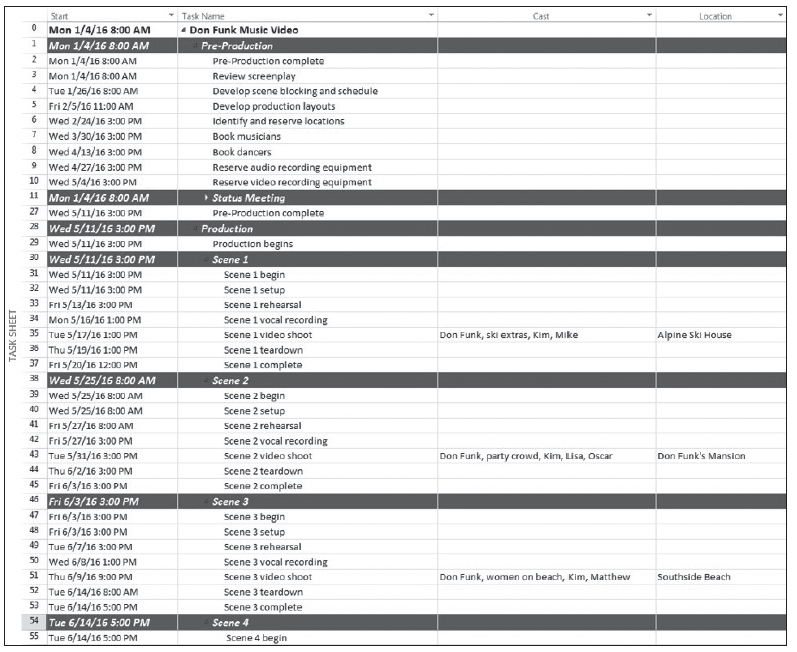 Start Task Name Cast Location
0 Mon 1/4/16 8:00 AM Don Funk Music Video
1 Mon 1/4/16 8:00 AM Pre-Production
2 Mon 1/4/16 8:00 AM Pre-Production complete
3 Mon 1/4/16 8:00 AM Review screenplay
4 Tue 1/26/16 8:00 AM Develop scene blocking and schedule
5 Fri 2/5/16 11:00 AM Develop production layouts
6 Wed 2/24/16 3:00 PM Identify and reserve locations
7 Wed 3/30/16 3:00 PM Book musicians
8 Wed 4/13/16 3:00 PM Book dancers
9 Wed 4/27/16 3:00 PM Reserve audio recording equipment
10 Wed 5/4/16 3:00 PM Reserve video recording equipment
11 Mon 1/4/16 8:00 AM Status Meeting
27 Wed 5/11/16 3:00 PM Pre-Production complete
28 Wed 5/11/16 3:00 PM Production
29 Wed 5/11/16 3:00 PM Production begins
30 Wed 5/11/16 3:00 PM Scene 1
31 Wed 5/11/16 3:00 PM Scene 1 begin
32 Wed 5/11/16 3:00 PM Scene 1 setup
33 Fri 5/13/16 3:00 PM Scene 1 rehearsal
34 Mon 5/16/16 1:00 PM Scene 1 vocal recording
35 Tue 5/17/16 1:00 PM Scene 1 video shoot Don Funk, ski extras, Kim, Mike Alpine Ski House
36 Thu 5/19/16 1:00 PM Scene 1 teardown
37 Fri 5/20/16 12:00 PM Scene 1 complete
38 Wed 5/25/16 8:00 AM Scene 2
39 Wed 5/25/16 8:00 AM Scene 2 begin
40 Wed 5/25/16 8:00 AM Scene 2 setup
41 Fri 5/27/16 8:00 AM Scene 2 rehearsal
42 Fri 5/27/16 3:00 PM Scene 2 vocal recording
43 Tue 5/31/16 3:00 PM Scene 2 video shoot Don Funk, party crowd, Kim, Lisa, Oscar Don Funk's Mansion
44 Thu 6/2/16 3:00 PM Scene 2 teardown
45 Fri 6/3/16 3:00 PM Scene 2 complete
46 Fri 6/3/16 3:00 PM Scene 3
47 Fri 6/3/16 3:00 PM Scene 3 begin
48 Fri 6/3/16 3:00 PM Scene 3 setup
49 Tue 6/7/16 3:00 PM Scene 3 rehearsal
50 Wed 6/8/16 1:00 PM Scene 3 vocal recording
51 Thu 6/9/16 9:00 PM Scene 3 video shoot Don Funk, women on beach, Kim, Matthew Southside Beach
52 Tue 6/14/16 8:00 AM Scene 3 teardown
53 Tue 6/14/16 5:00 PM Scene 3 complete
54 Tue 6/14/16 5:00 PM Scene 4
55 Tue 6/14/16 5:00 PM Scene 4 begin
TASK SHEET